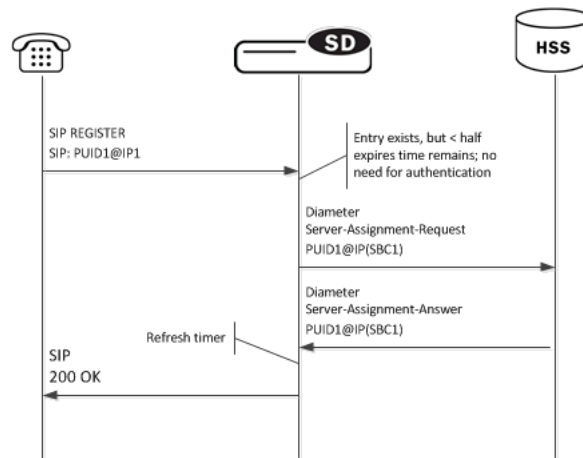 SD
HSS
SIP REGISTER
SIP: PUID1@IP1
Entry exists, but < half
expires time remains; no
need for authentication
Diameter
Server-Assignment-Request
PUID1@IP(SBC1)
Diameter
Server-Assignment-Answer
PUID1@IP(SBC1)
Refresh timer
SIP
200 OK